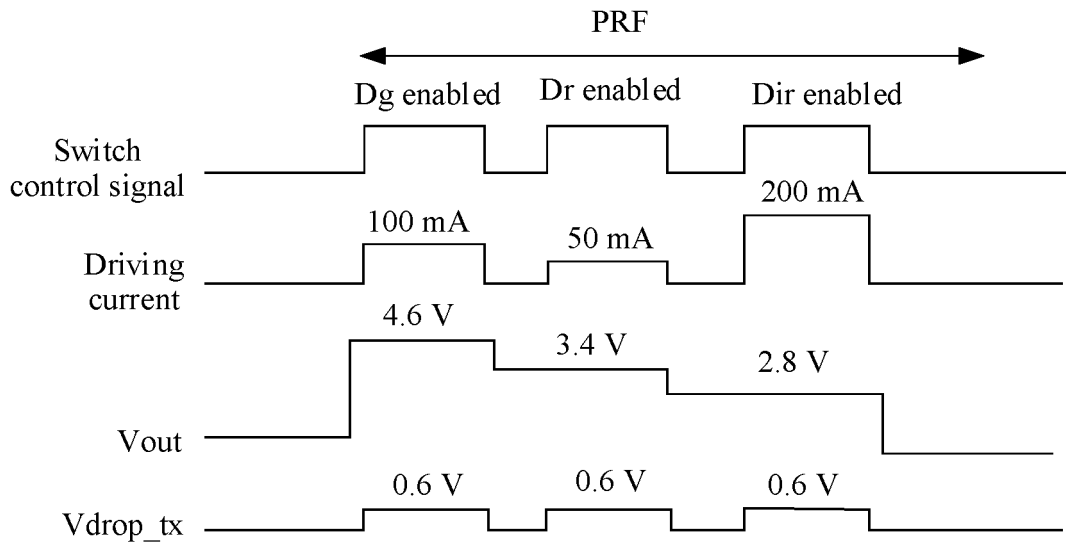 PRF
Dg enabled
Dr enabled
Dir enabled
Switch
control signal
200 mA
100 mA
50 mA
Driving
current
4.6 V
3.4 V
2.8 V
Vout
0.6 V
0.6 V
0.6 V
Vdrop_tx